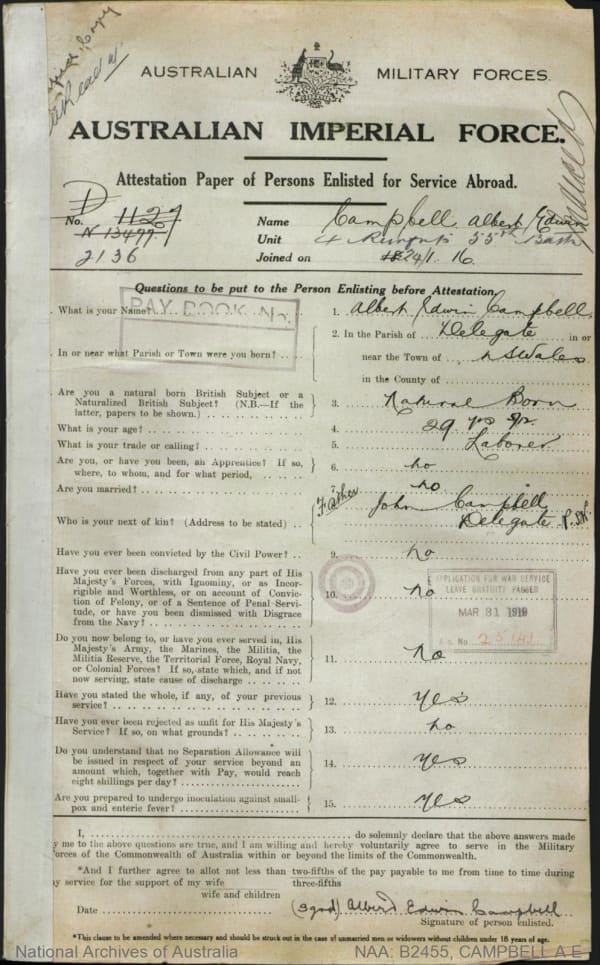 AUSTRALIAN MILITARY FORCES.
AUSTRALIAN IMPERIAL FORCE.
Attestation Paper of Persons Enlisted for Service Abroad.
D 1127
No. N 13477
2136
Name Campbell Albert Edwin
Unit 4 Reinfts 55th Batt
Joined on 24/1. 16.
Questions to be put to the Person Enlisting before Attestation.
PAY BOOK No.
. What is your Name? 1. Albert Edwin Campbell
. In or near what Parish or Town were you born? 2. In the Parish of Delegate in or
near the Town of N S Wales
in the County of
. Are you a natural born British Subject or a
Naturalized British Subject? (N.B.—If the
latter, papers to be shown.) 3. Natural Born
. What is your age? 4. 29 yrs
. What is your trade or calling? 5. Laborer
. Are you, or have you been, an Apprentice? If so,
where, to whom, and for what period, 6. no
. Are you married? 7. no
. Who is your next of kin? (Address to be stated) Father John Campbell
Delegate
Have you ever been convicted by the Civil Power? 9. no
Have you ever been discharged from any part of His
Majesty's Forces, with Ignominy, or as Incor-
rigible and Worthless, or on account of Convic-
tion of Felony, or of a Sentence of Penal Servi-
tude, or have you been dismissed with Disgrace
from the Navy? 10. no
APPLICATION FOR WAR SERVICE
LEAVE GRATUITY PASSED
MAR 31 1919
No.
Do you now belong to, or have you ever served in, His
Majesty's Army, the Marines, the Militia, the
Militia Reserve, the Territorial Force, Royal Navy,
or Colonial Forces? If so, state which, and if not
now serving, state cause of discharge 11. no
Have you stated the whole, if any, of your previous
service? 12. yes
Have you ever been rejected as unfit for His Majesty's
Service? If so, on what grounds? 13. no
Do you understand that no Separation Allowance will
be issued in respect of your service beyond an
amount which, together with Pay, would reach
eight shillings per day? 14. yes
Are you prepared to undergo inoculation against small-
pox and enteric fever? 15. yes
I, do solemnly declare that the above answers made
y me to the above questions are true, and I am willing and hereby voluntarily agree to serve in the Military
orces of the Commonwealth of Australia within or beyond the limits of the Commonwealth.
*And I further agree to allot not less than two-fifths of the pay payable to me from time to time during
three-fifths
y service for the support of my wife
wife and children
Date (Sgnd) Albert Edwin Campbell
Signature of person enlisted.
*This clause to be amended where necessary and should be struck out in the case of unmarried men or widowers without children under 18 years of age.
National Archives of Australia NAA: B2455, CAMPBELL A E